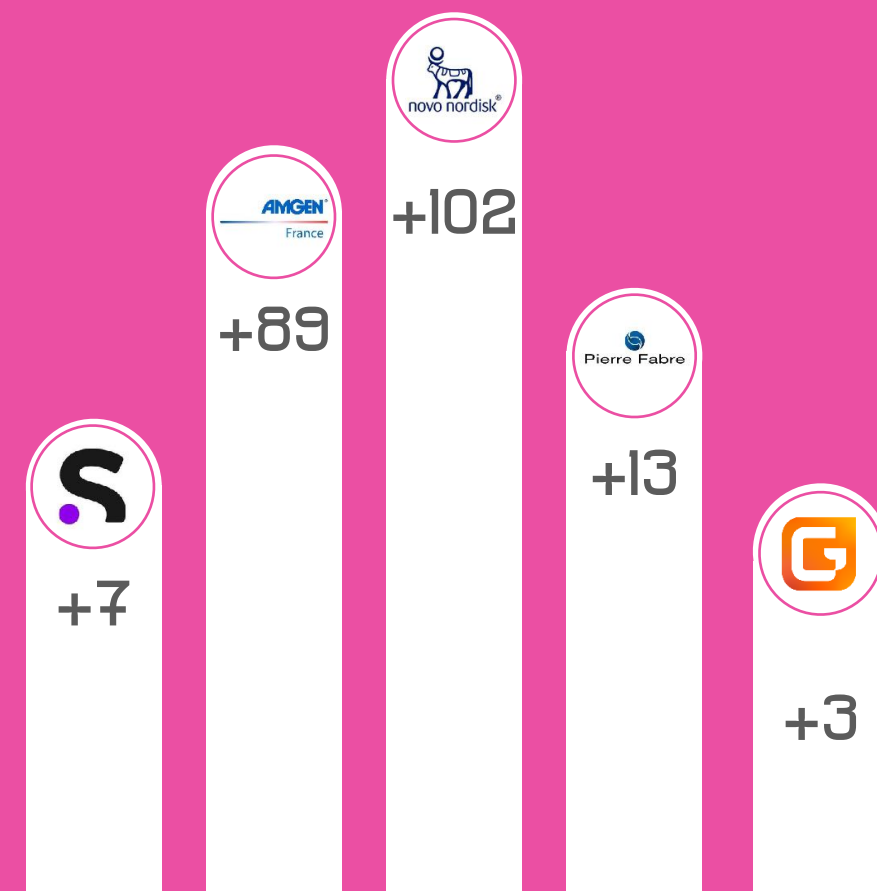 novo nordisk®
+102
AMGEN®
France
+89
Pierre Fabre
+13
S
+7
G
+3